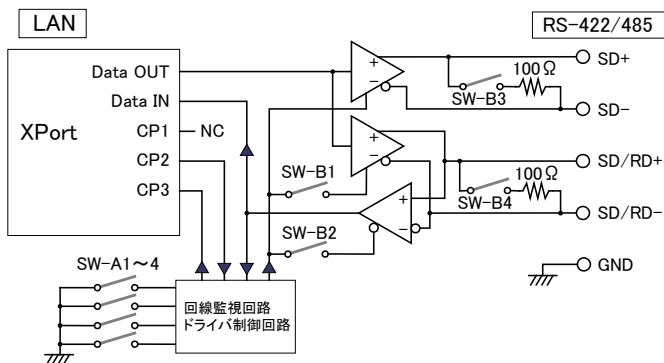 LAN
RS-422/485
XPort
Data OUT
Data IN
CP1
NC
CP2
CP3
+
−
SW-B3
100Ω
SD+
SD-
+
−
SW-B1
SW-B4
100Ω
SD/RD+
SD/RD-
+
−
SW-B2
GND
SW-A1～4
回線監視回路
ドライバ制御回路